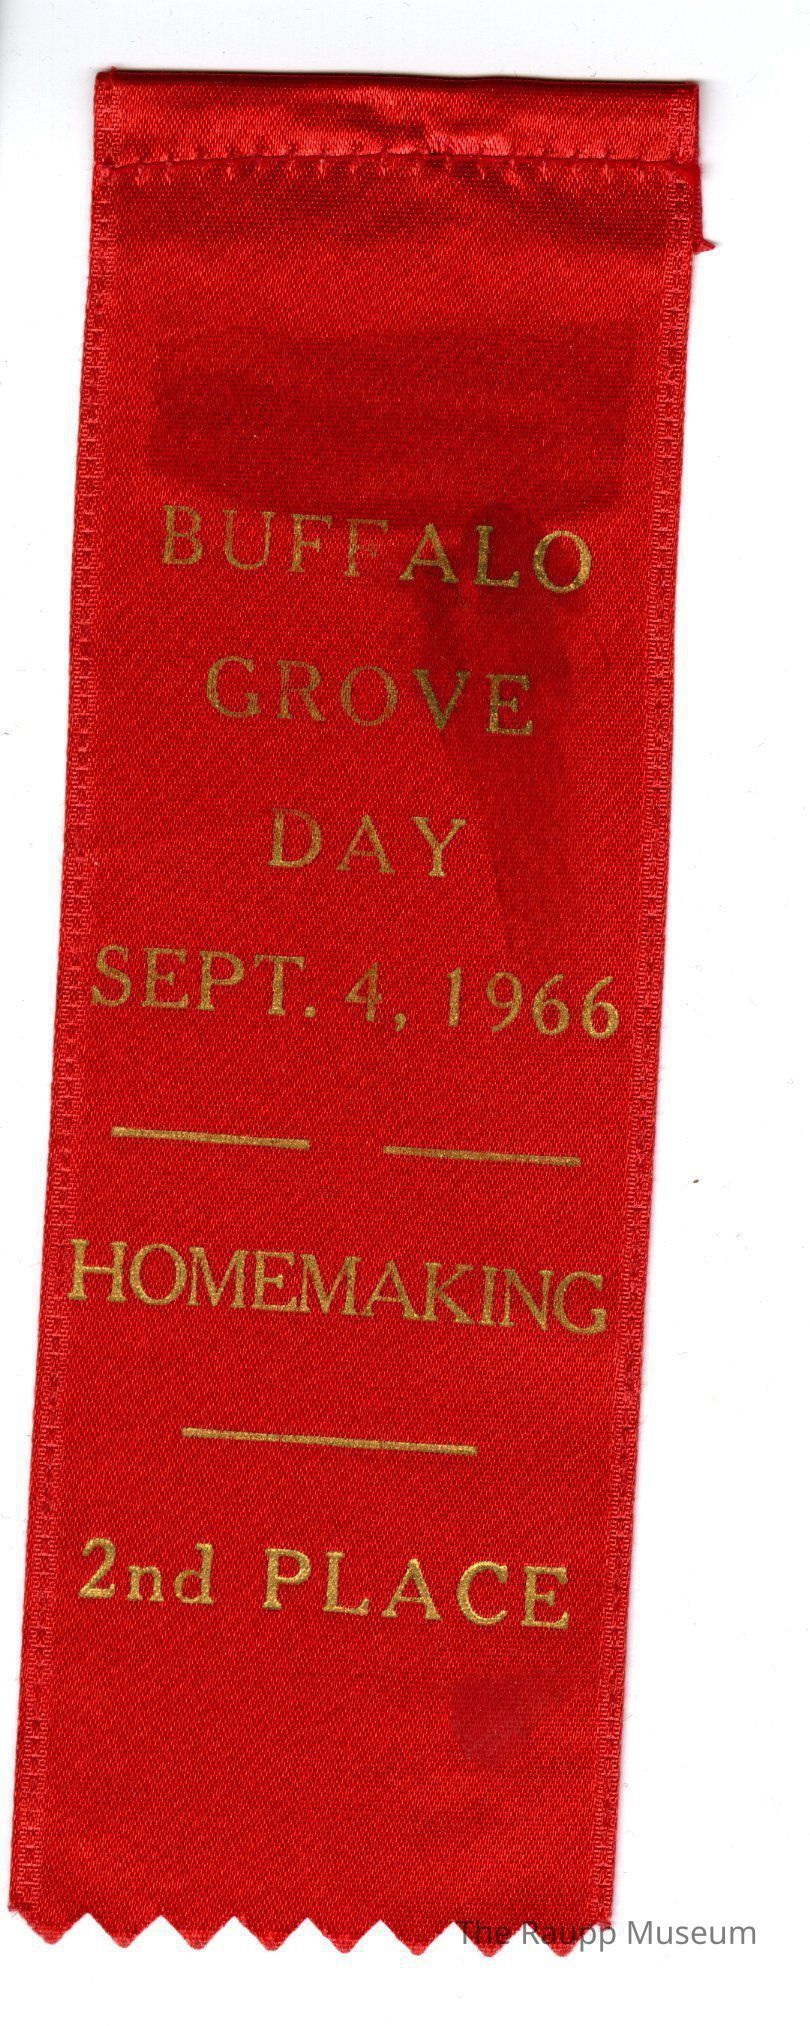 BUFFALO
GROVE
DAY
SEPT. 4, 1966
HOMEMAKING
2nd PLACE
The Raupp Museum